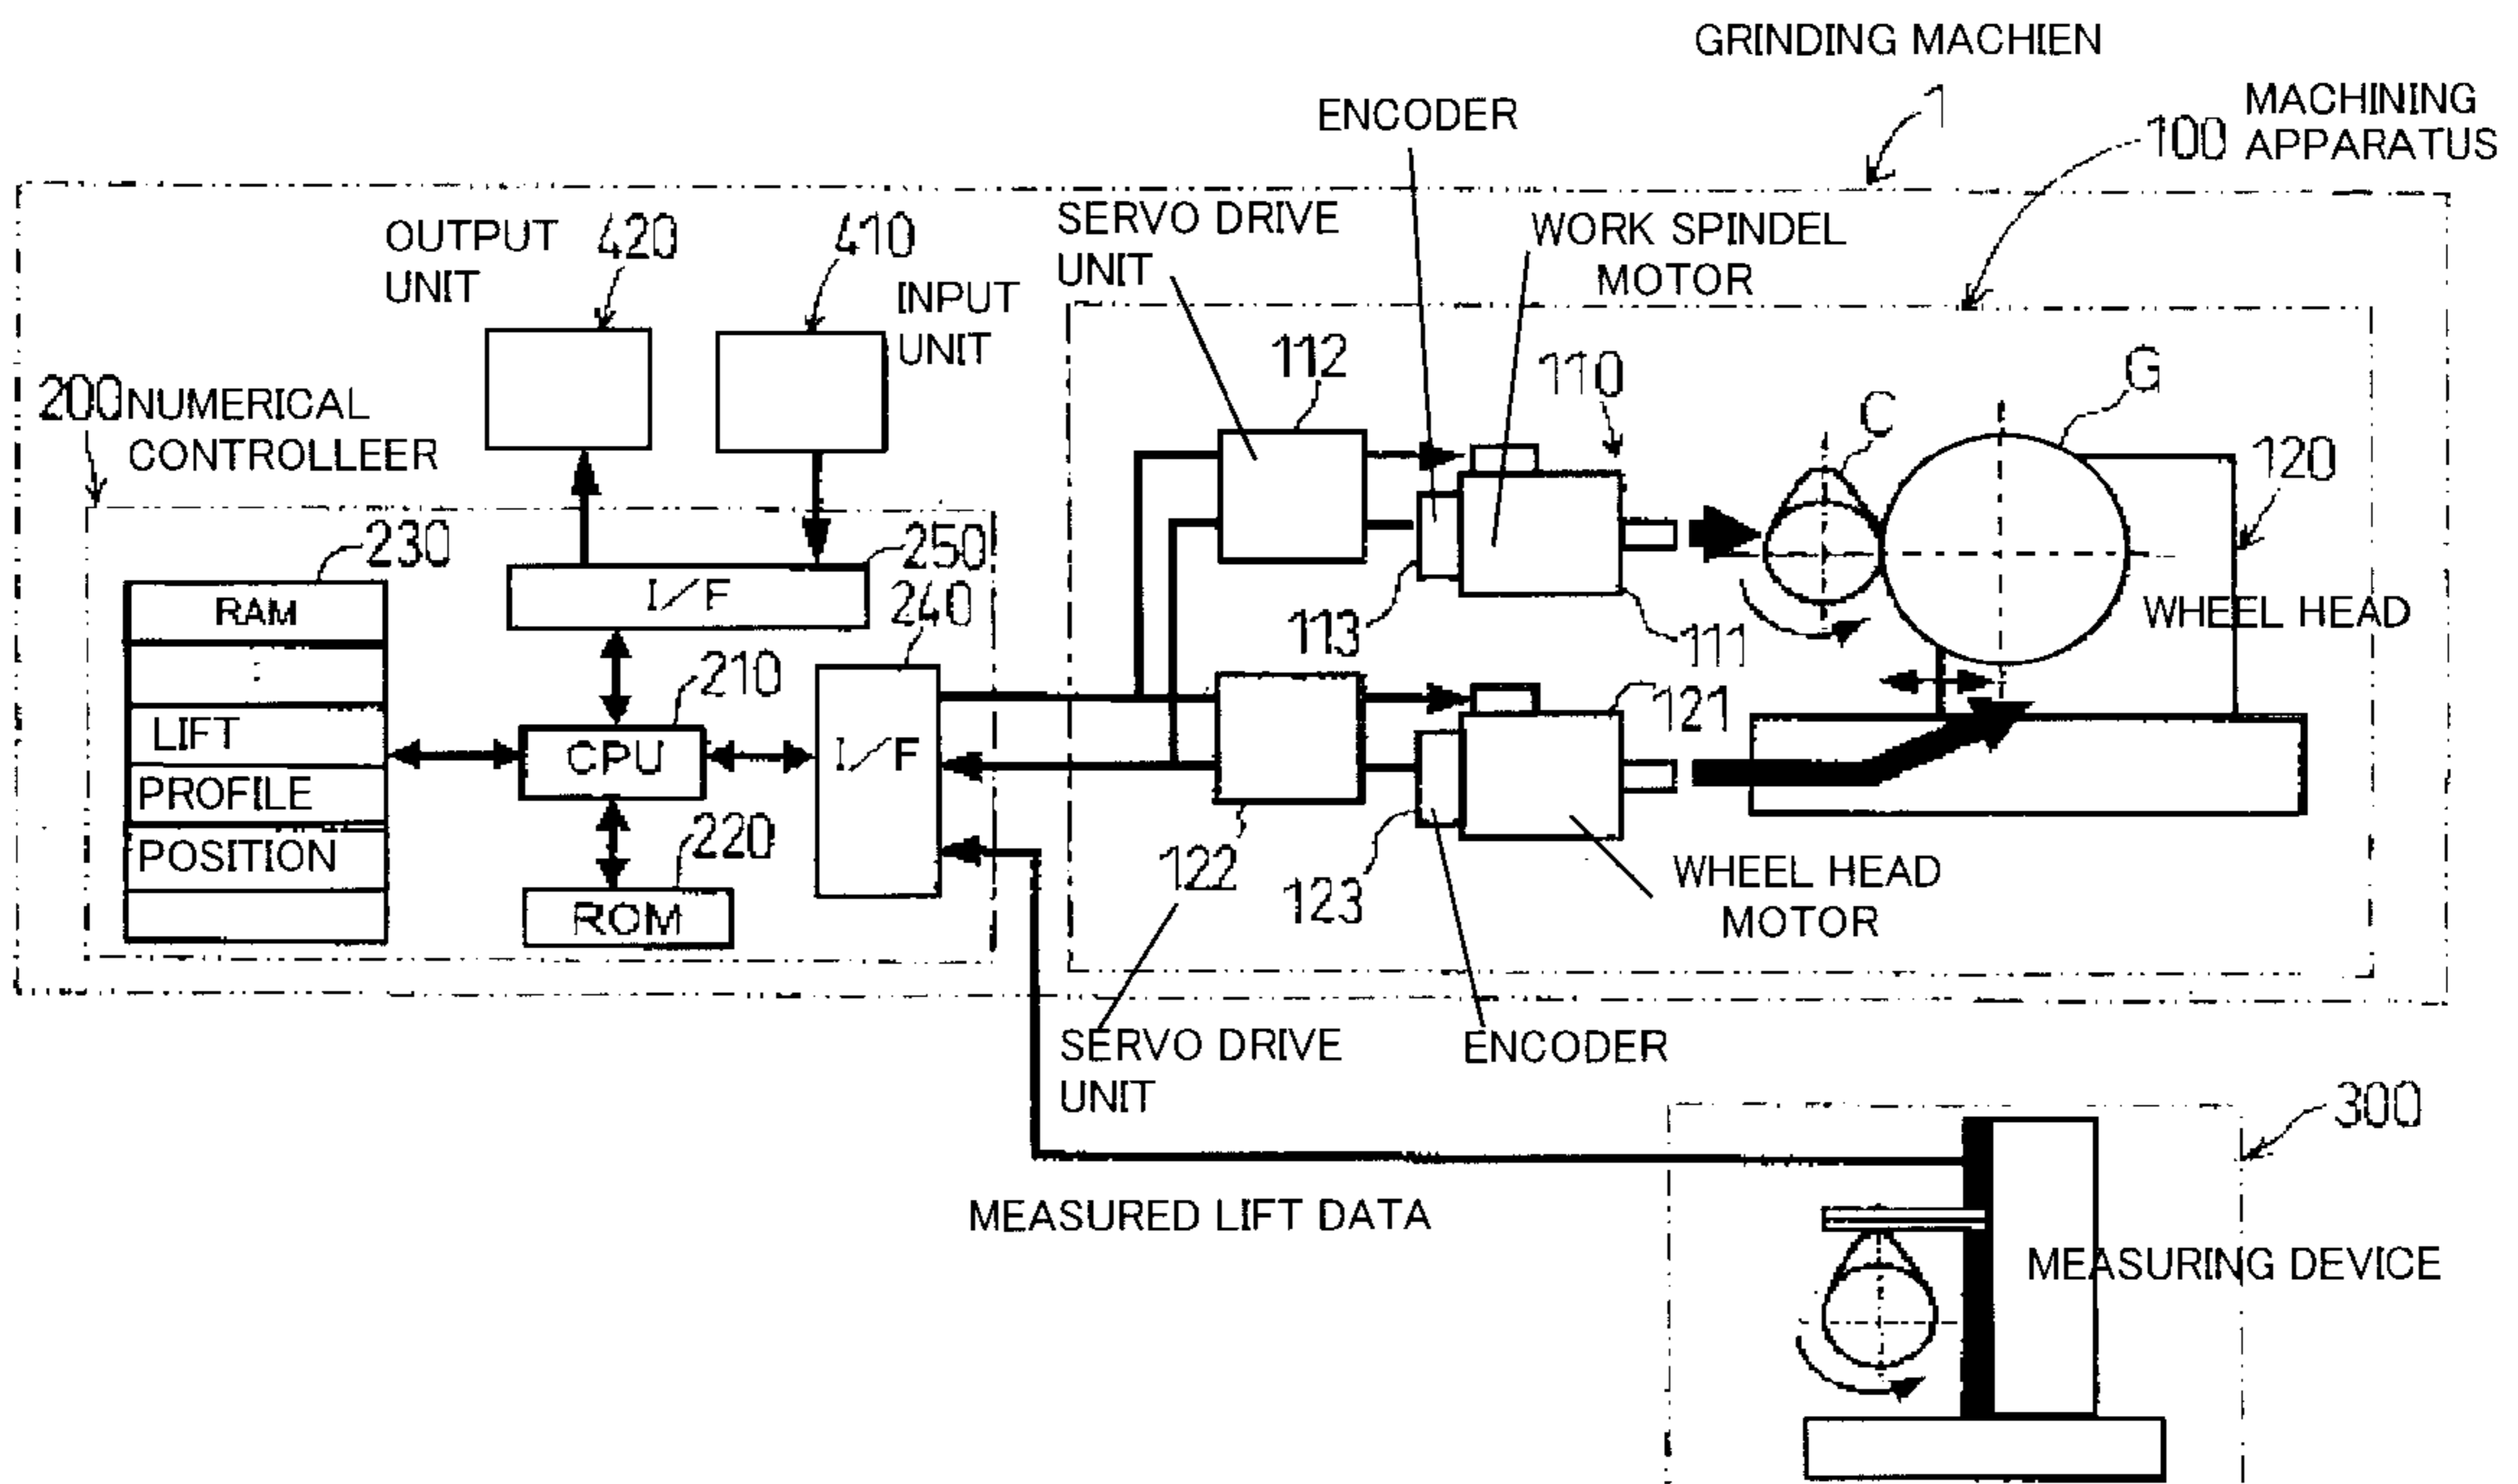 GRINDING MACHIEN
1
ENCODER
100 MACHINING
APPARATUS
OUTPUT
UNIT
420
410
INPUT
UNIT
SERVO DRIVE
UNIT
WORK SPINDEL
MOTOR
112
110
C
G
120
200 NUMERICAL
CONTROLLEER
230
250
240
RAM
:
LIFT
PROFILE
POSITION
I/F
210
CPU
I/F
220
ROM
113
111
WHEEL HEAD
121
122
123
WHEEL HEAD
MOTOR
SERVO DRIVE
UNIT
ENCODER
300
MEASURED LIFT DATA
MEASURING DEVICE